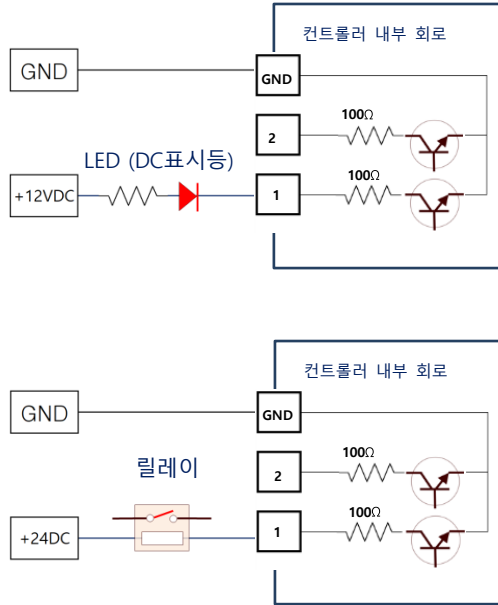 컨트롤러 내부 회로
GND
GND
100Ω
2
LED (DC표시등)
100Ω
+12VDC
1
컨트롤러 내부 회로
GND
GND
100Ω
릴레이
2
100Ω
+24DC
1